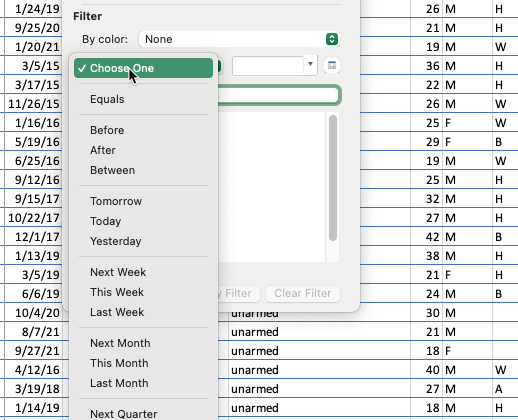 1/24/19 26 M H
Filter
9/25/20 21 M H
By color: None
1/20/21 19 M W
3/5/15 ✓ Choose One 36 M H
3/17/15 22 M H
11/26/15 Equals 26 M W
1/16/16 25 F W
Before
5/19/16 After 29 F B
6/25/16 Between 19 M W
9/12/16 25 M H
9/15/17 Tomorrow 32 M H
10/22/17 Today 27 M H
12/1/17 Yesterday 42 M B
1/13/19 38 M H
3/5/19 Next Week 21 F H
6/6/19 This Week y Filter Clear Filter 24 M B
10/4/20 Last Week unarmed 30 M
8/7/21 unarmed 21 M
9/27/21 Next Month unarmed 18 F
4/12/16 This Month unarmed 40 M W
3/19/18 Last Month unarmed 27 M A
1/14/19 Next Quarter unarmed 18 M H